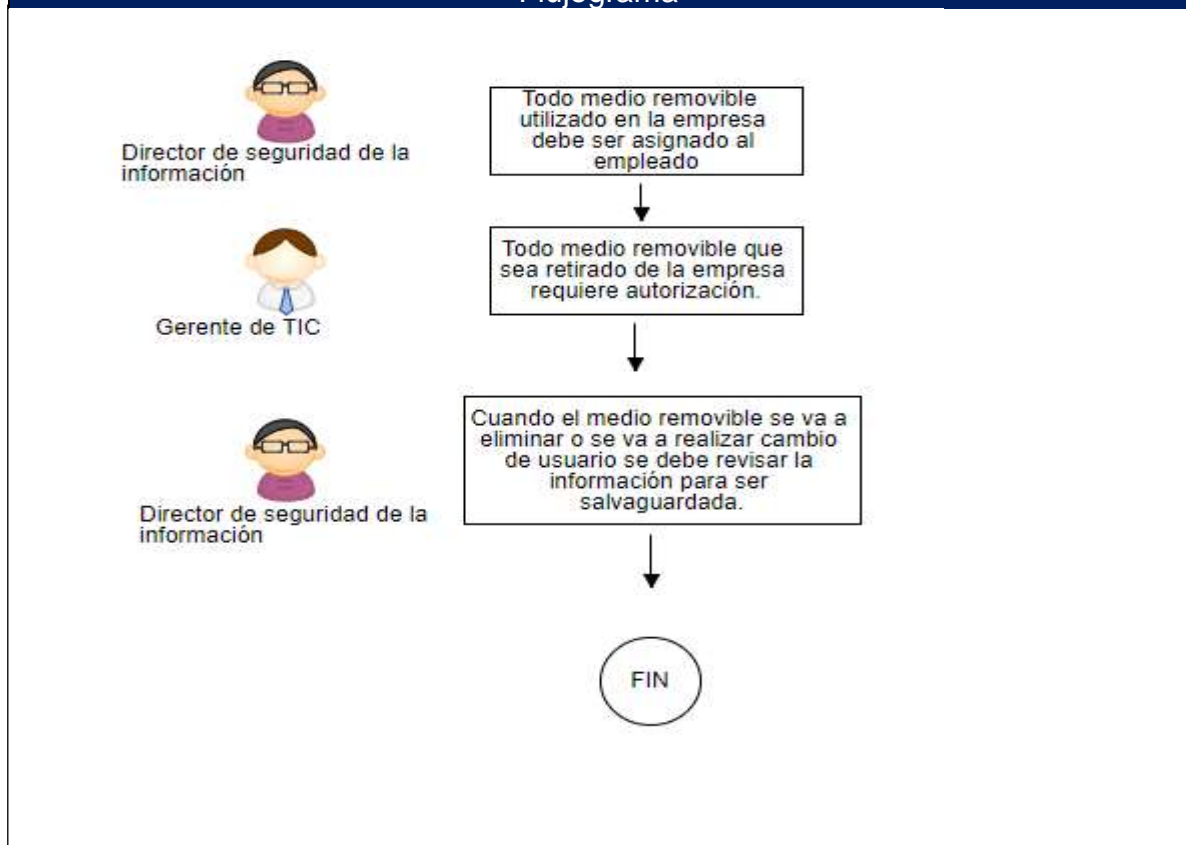 Flujograma
Todo medio removible
utilizado en la empresa
debe ser asignado al
empleado
Director de seguridad de la
información
Todo medio removible que
sea retirado de la empresa
requiere autorización.
Gerente de TIC
Cuando el medio removible se va a
eliminar o se va a realizar cambio
de usuario se debe revisar la
información para ser
salvaguardada.
Director de seguridad de la
información
FIN